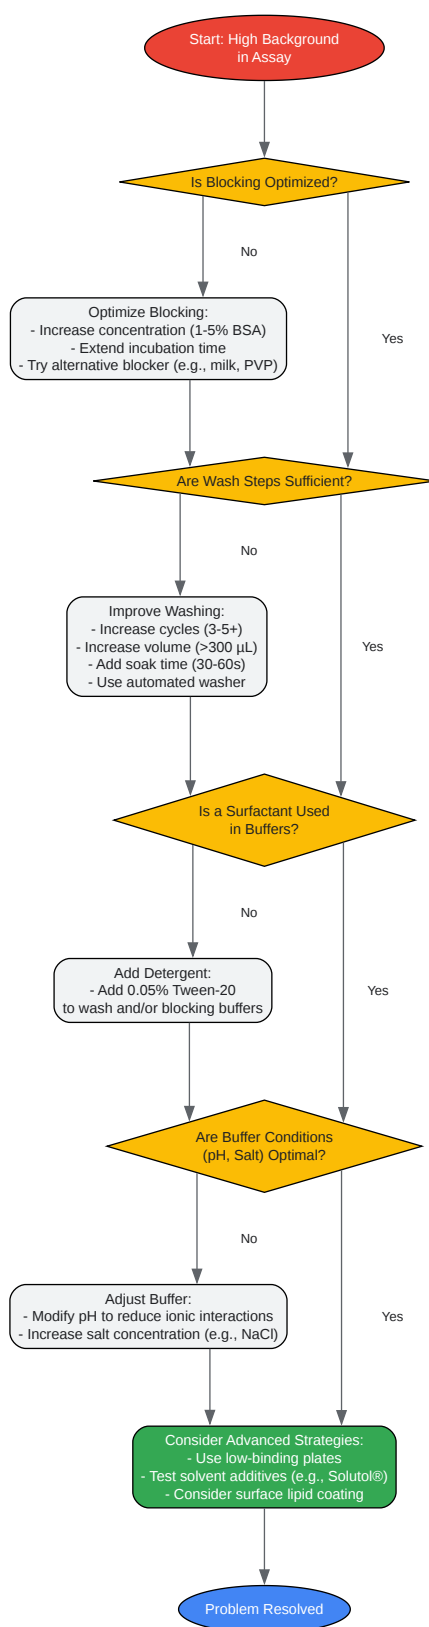 Start: High Background
in Assay
Is Blocking Optimized?
No
Optimize Blocking:
- Increase concentration (1-5% BSA)
- Extend incubation time
- Try alternative blocker (e.g., milk, PVP)
Yes
Are Wash Steps Sufficient?
No
Improve Washing:
- Increase cycles (3-5+)
- Increase volume (>300 µL)
- Add soak time (30-60s)
- Use automated washer
Yes
Is a Surfactant Used
in Buffers?
No
Add Detergent:
- Add 0.05% Tween-20
to wash and/or blocking buffers
Yes
Are Buffer Conditions
(pH, Salt) Optimal?
No
Adjust Buffer:
- Modify pH to reduce ionic interactions
- Increase salt concentration (e.g., NaCl)
Yes
Consider Advanced Strategies:
- Use low-binding plates
- Test solvent additives (e.g., Solutol®)
- Consider surface lipid coating
Problem Resolved